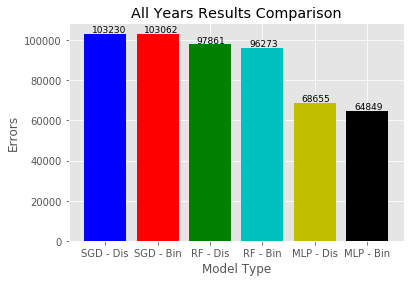 All Years Results Comparison
103230
103062
97861
96273
68655
64849
100000
80000
60000
40000
20000
0
Errors
SGD - Dis
SGD - Bin
RF - Dis
RF - Bin
MLP - Dis
MLP - Bin
Model Type